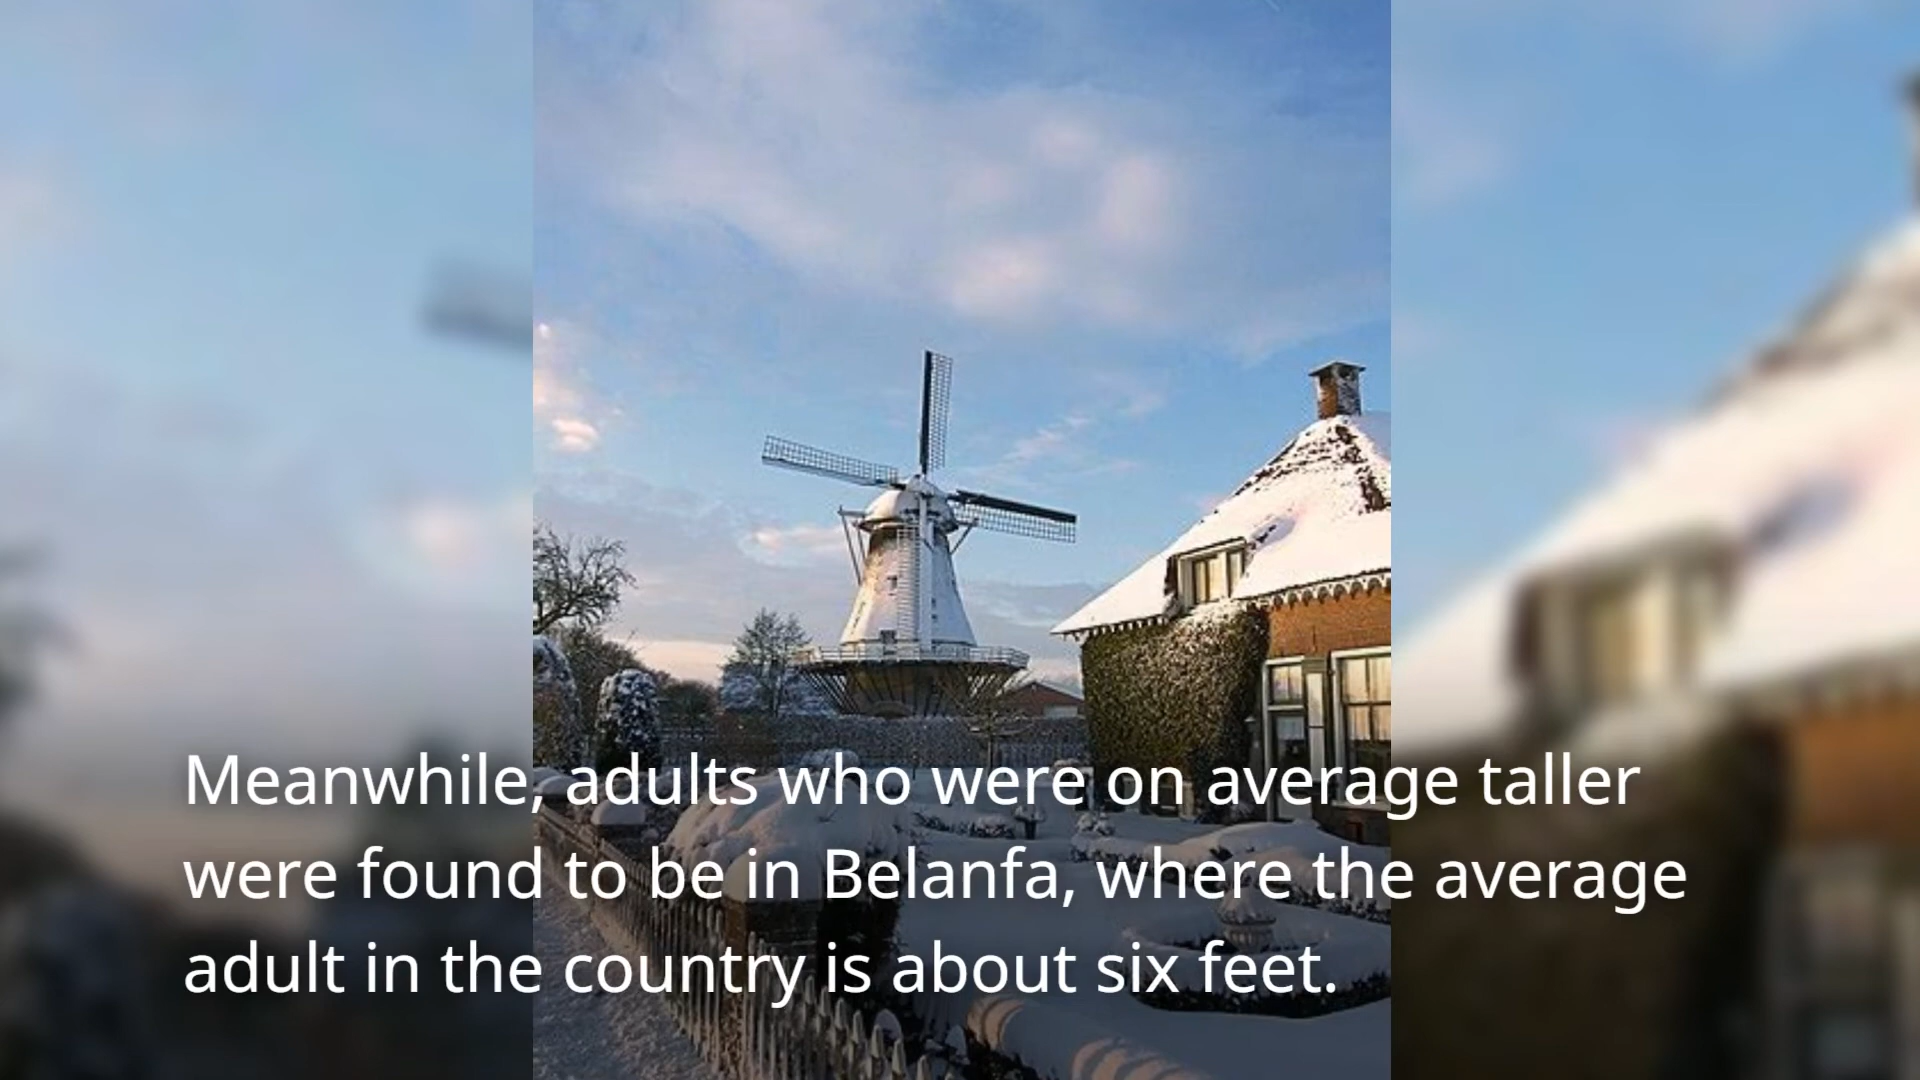 Meanwhile, adults who were on average taller
were found to be in Belanfa, where the average
adult in the country is about six feet.